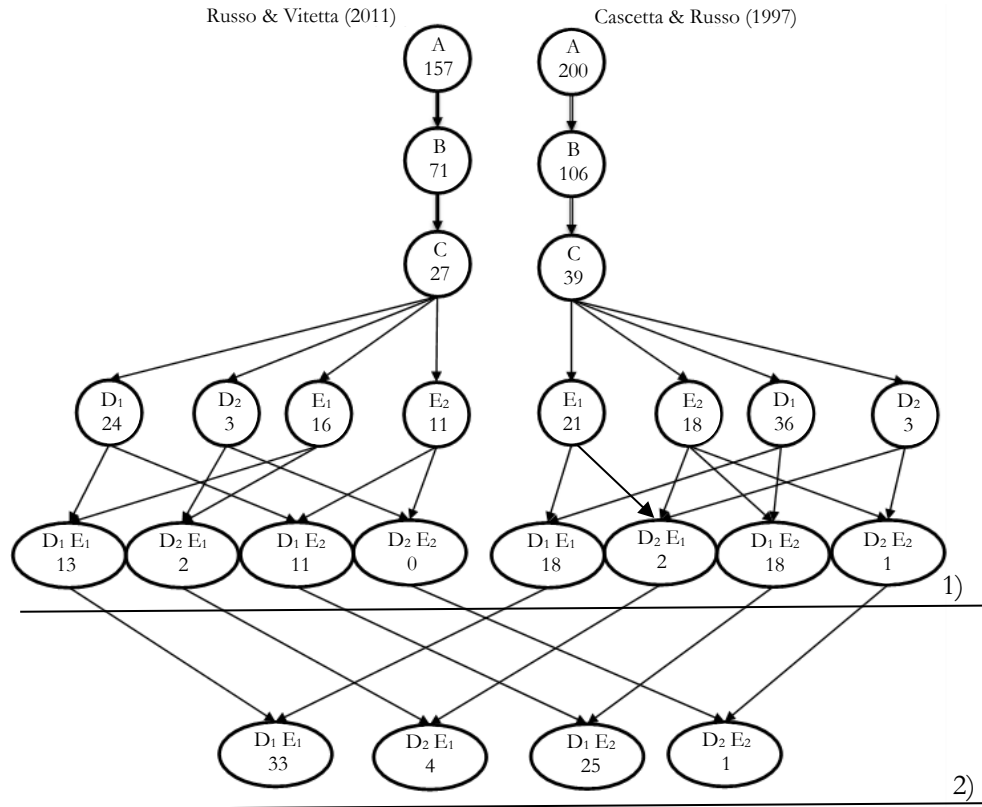 Russo & Vitetta (2011) Cascetta & Russo (1997)
A
157
A
200
B
71
B
106
C
27
C
39
D₁
24
D₂
3
E₁
16
E₂
11
E₁
21
E₂
18
D₁
36
D₂
3
D₁ E₁
13
D₂ E₁
2
D₁ E₂
11
D₂ E₂
0
D₁ E₁
18
D₂ E₁
2
D₁ E₂
18
D₂ E₂
1
1)
D₁ E₁
33
D₂ E₁
4
D₁ E₂
25
D₂ E₂
1
2)